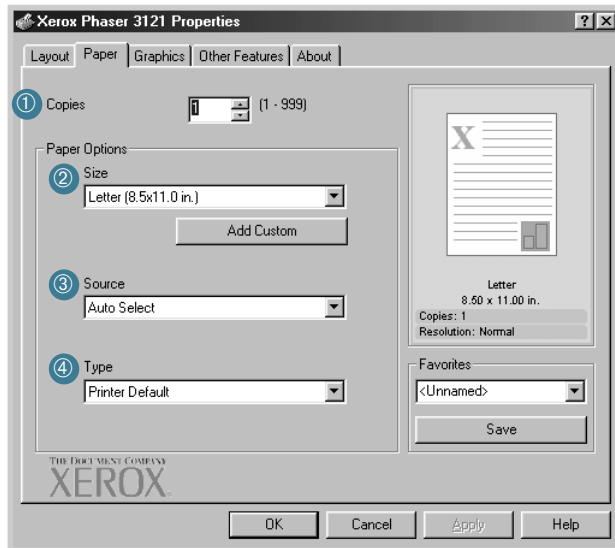 Xerox Phaser 3121 Properties
Layout Paper Graphics Other Features About
① Copies 1 (1 - 999)
Paper Options
② Size
Letter (8.5x11.0 in.)
Add Custom
③ Source
Auto Select
④ Type
Printer Default
X
Letter
8.50 x 11.00 in.
Copies: 1
Resolution: Normal
Favorites
<Unnamed>
Save
THE DOCUMENT COMPANY
XEROX
OK Cancel Apply Help